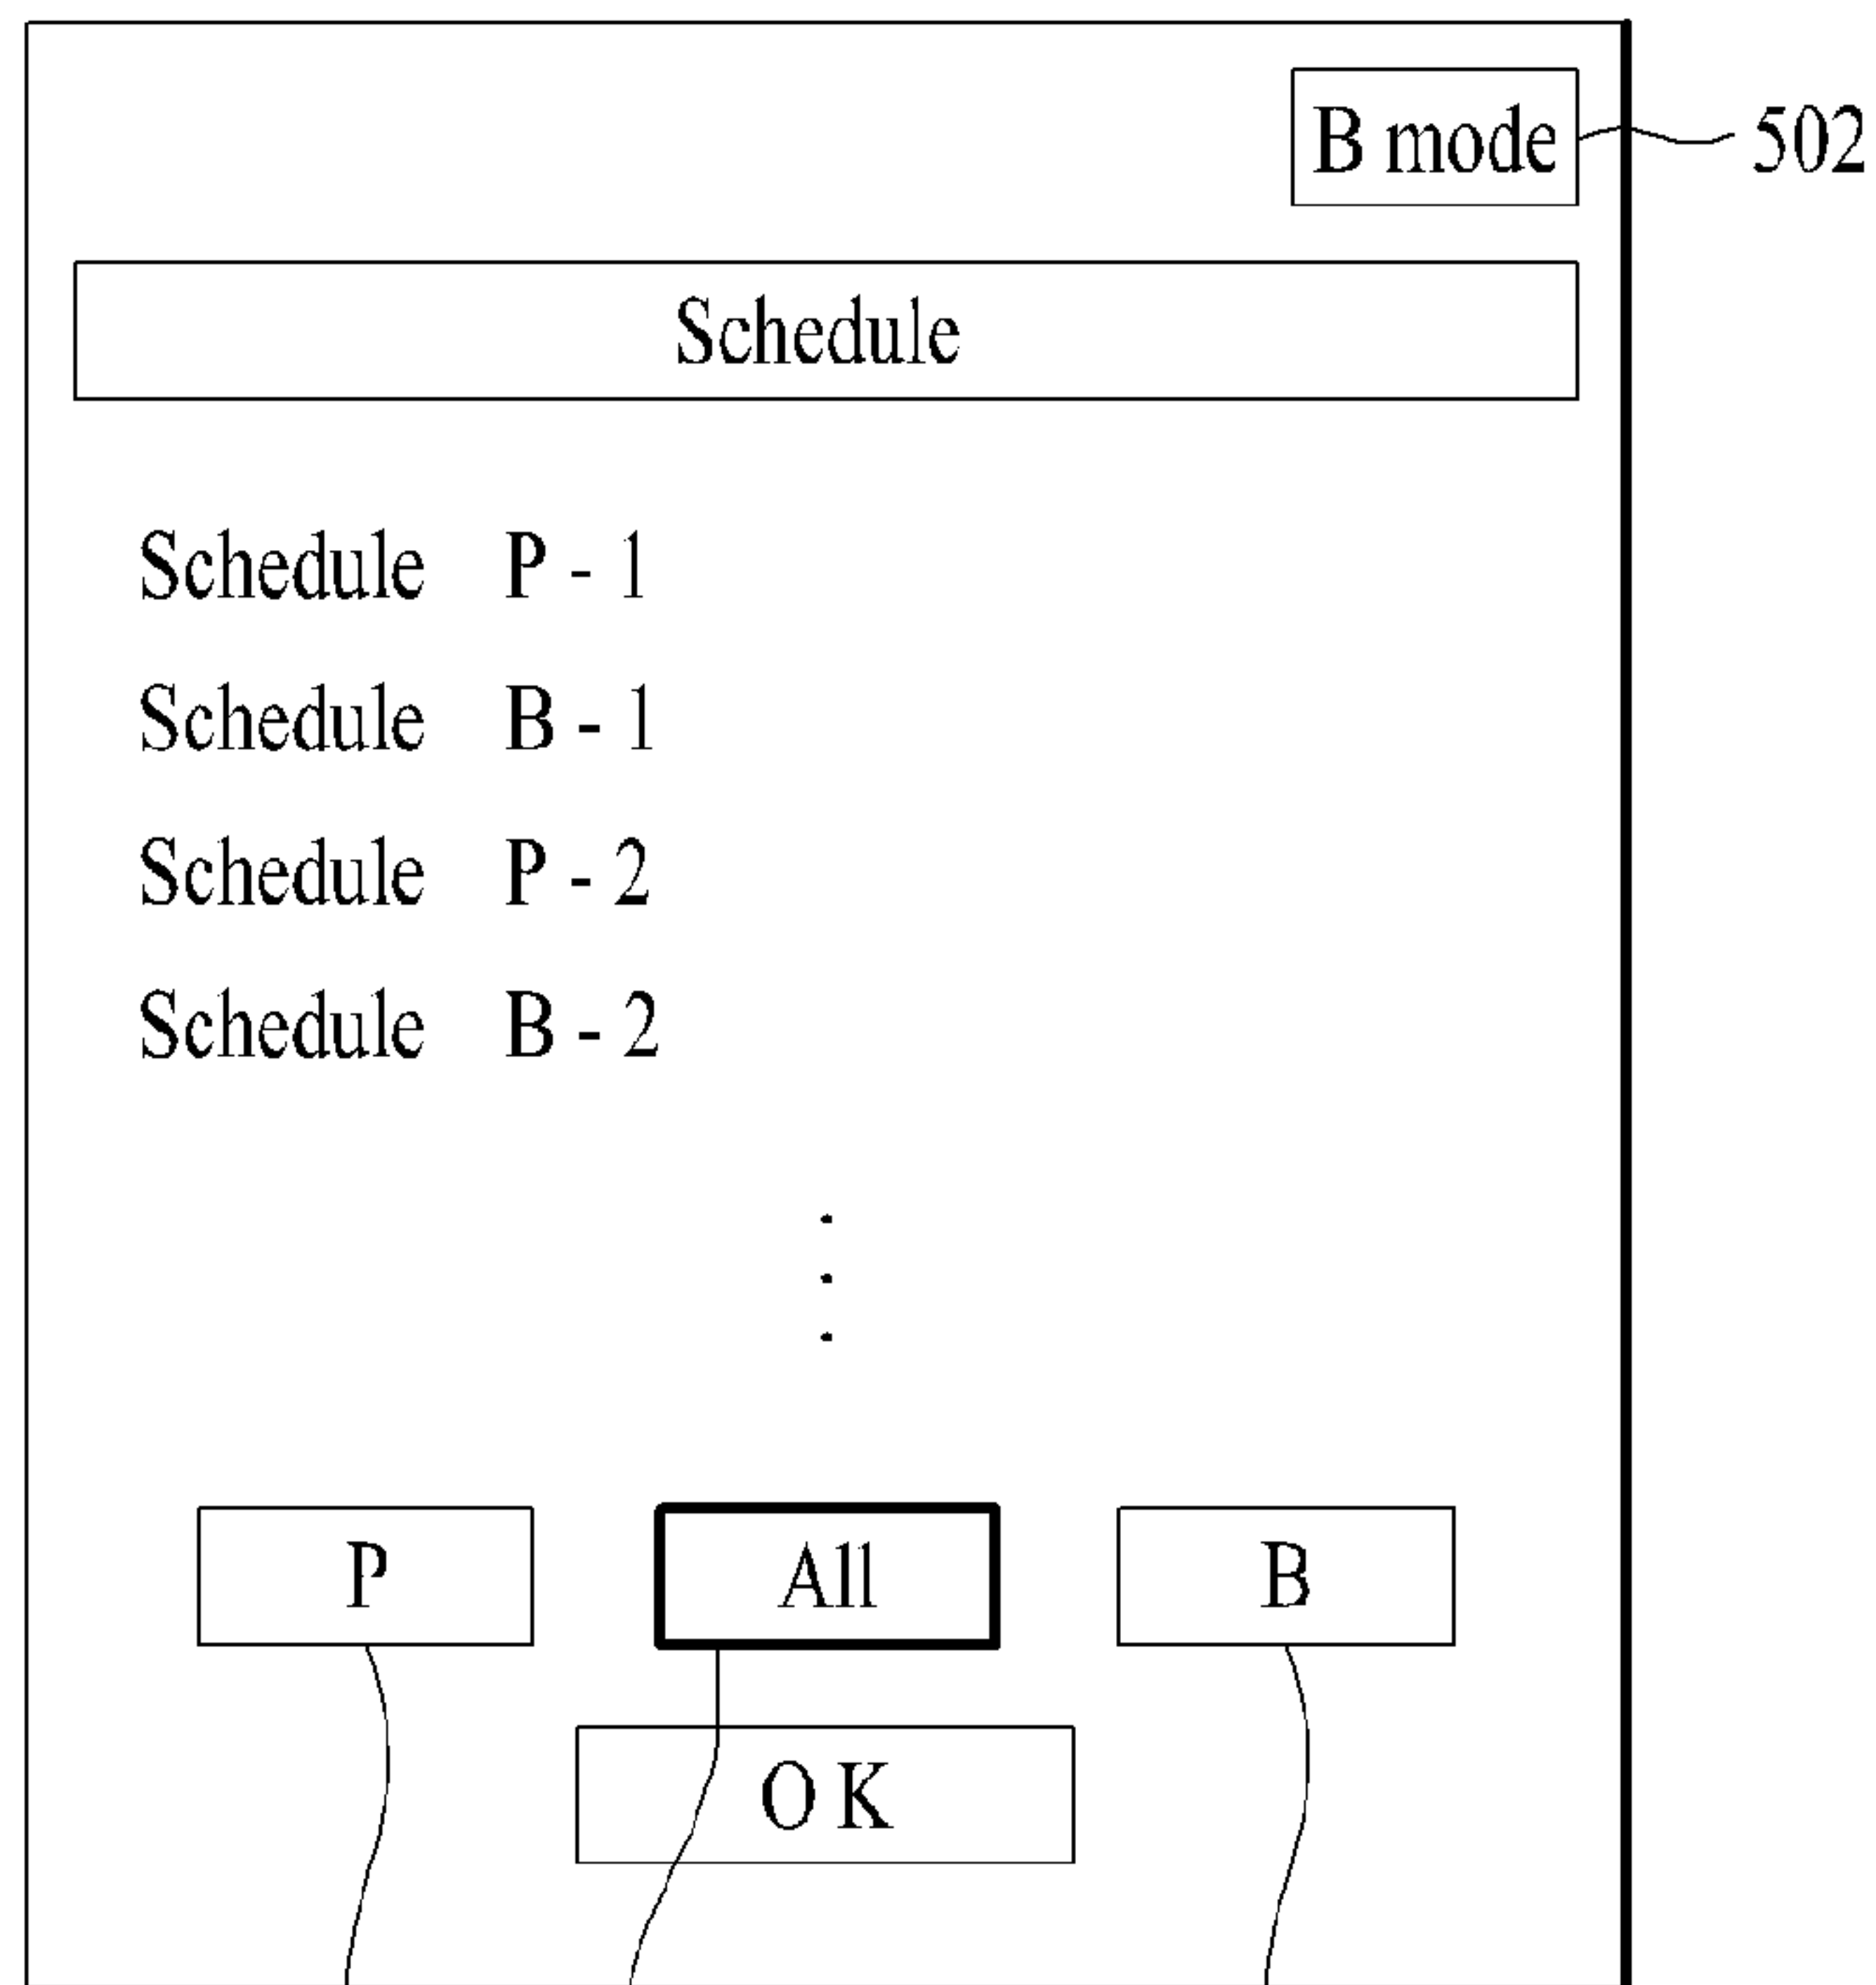 B mode 502
Schedule
Schedule P - 1
Schedule B - 1
Schedule P - 2
Schedule B - 2
P All B
OK